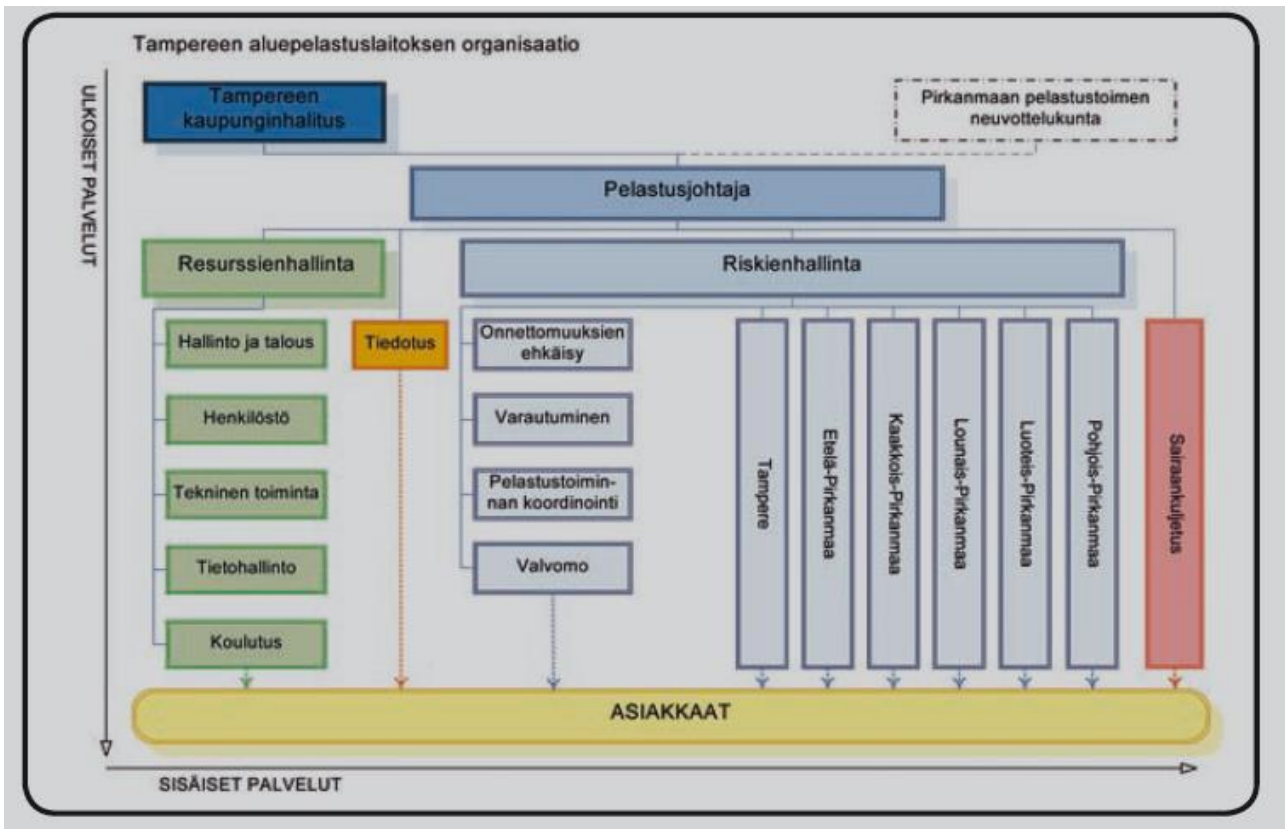 Tampereen aluepelastuslaitoksen organisaatio
ULKOISET PALVELUT
Tampereen
kaupunginhalitus
Pirkanmaan pelastustoimen
neuvottelukunta
Pelastusjohtaja
Resurssienhallinta
Riskienhallinta
Hallinto ja talous
Henkilöstö
Tekninen toiminta
Tietohallinto
Koulutus
Tiedotus
Onnettomuuksien
ehkäisy
Varautuminen
Pelastustoimin-
nan koordinointi
Valvomo
Tampere
Etelä-Pirkanmaa
Kaakkois-Pirkanmaa
Lounais-Pirkanmaa
Luoteis-Pirkanmaa
Pohjois-Pirkanmaa
Sairaankuljetus
ASIAKKAAT
SISÄISET PALVELUT